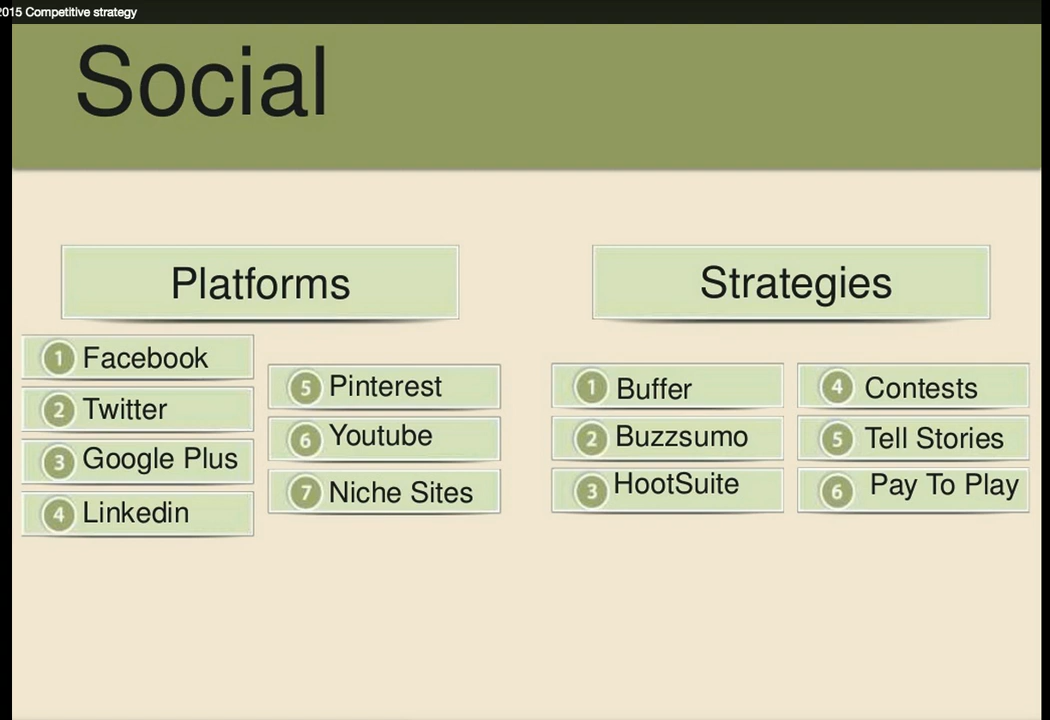 2015 Competitive strategy
Social
Platforms
1 Facebook
2 Twitter
3 Google Plus
4 Linkedin
5 Pinterest
6 Youtube
7 Niche Sites
Strategies
1 Buffer
2 Buzzsumo
3 HootSuite
4 Contests
5 Tell Stories
6 Pay To Play